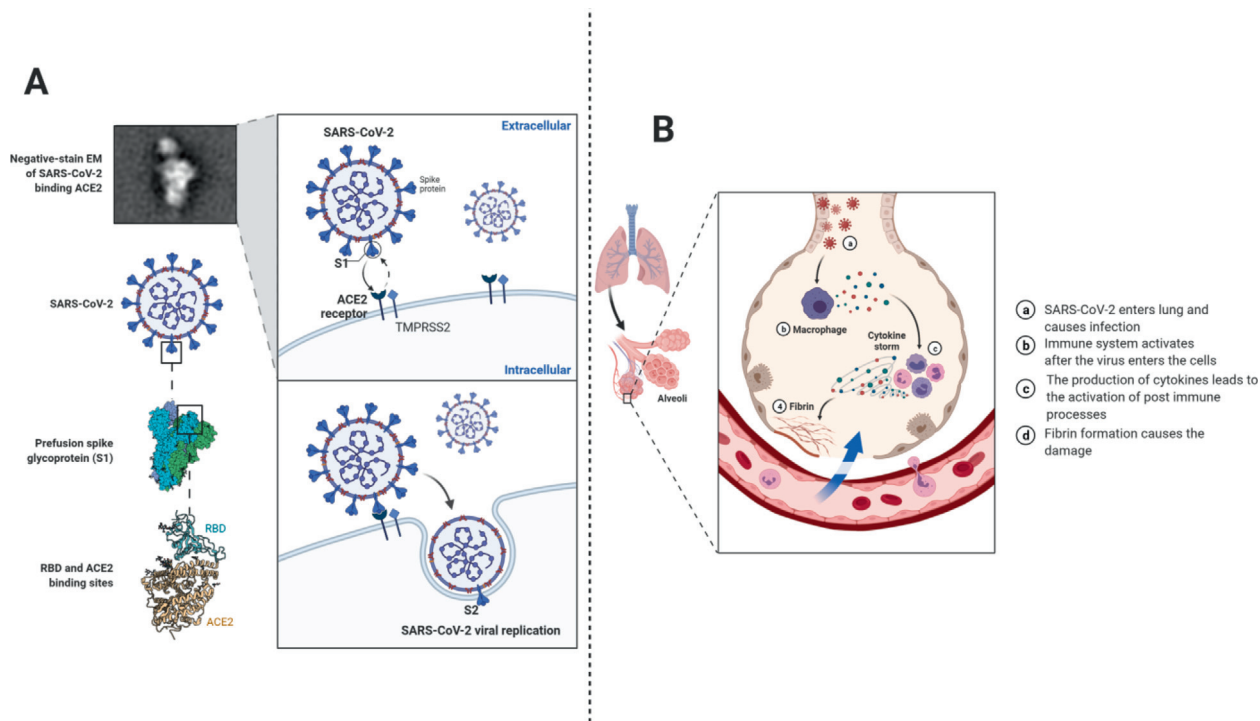 A
Negative-stain EM
of SARS-CoV-2
binding ACE2
SARS-CoV-2
Prefusion spike
glycoprotein (S1)
RBD
RBD and ACE2
binding sites
ACE2
Extracellular
SARS-CoV-2
Spike
protein
S1
ACE2
receptor
TMPRSS2
Intracellular
S2
SARS-CoV-2 viral replication
B
Alveoli
a
b Macrophage
Cytokine
storm
c
4 Fibrin
a SARS-CoV-2 enters lung and
causes infection
b Immune system activates
after the virus enters the cells
c The production of cytokines leads to
the activation of post immune
processes
d Fibrin formation causes the
damage